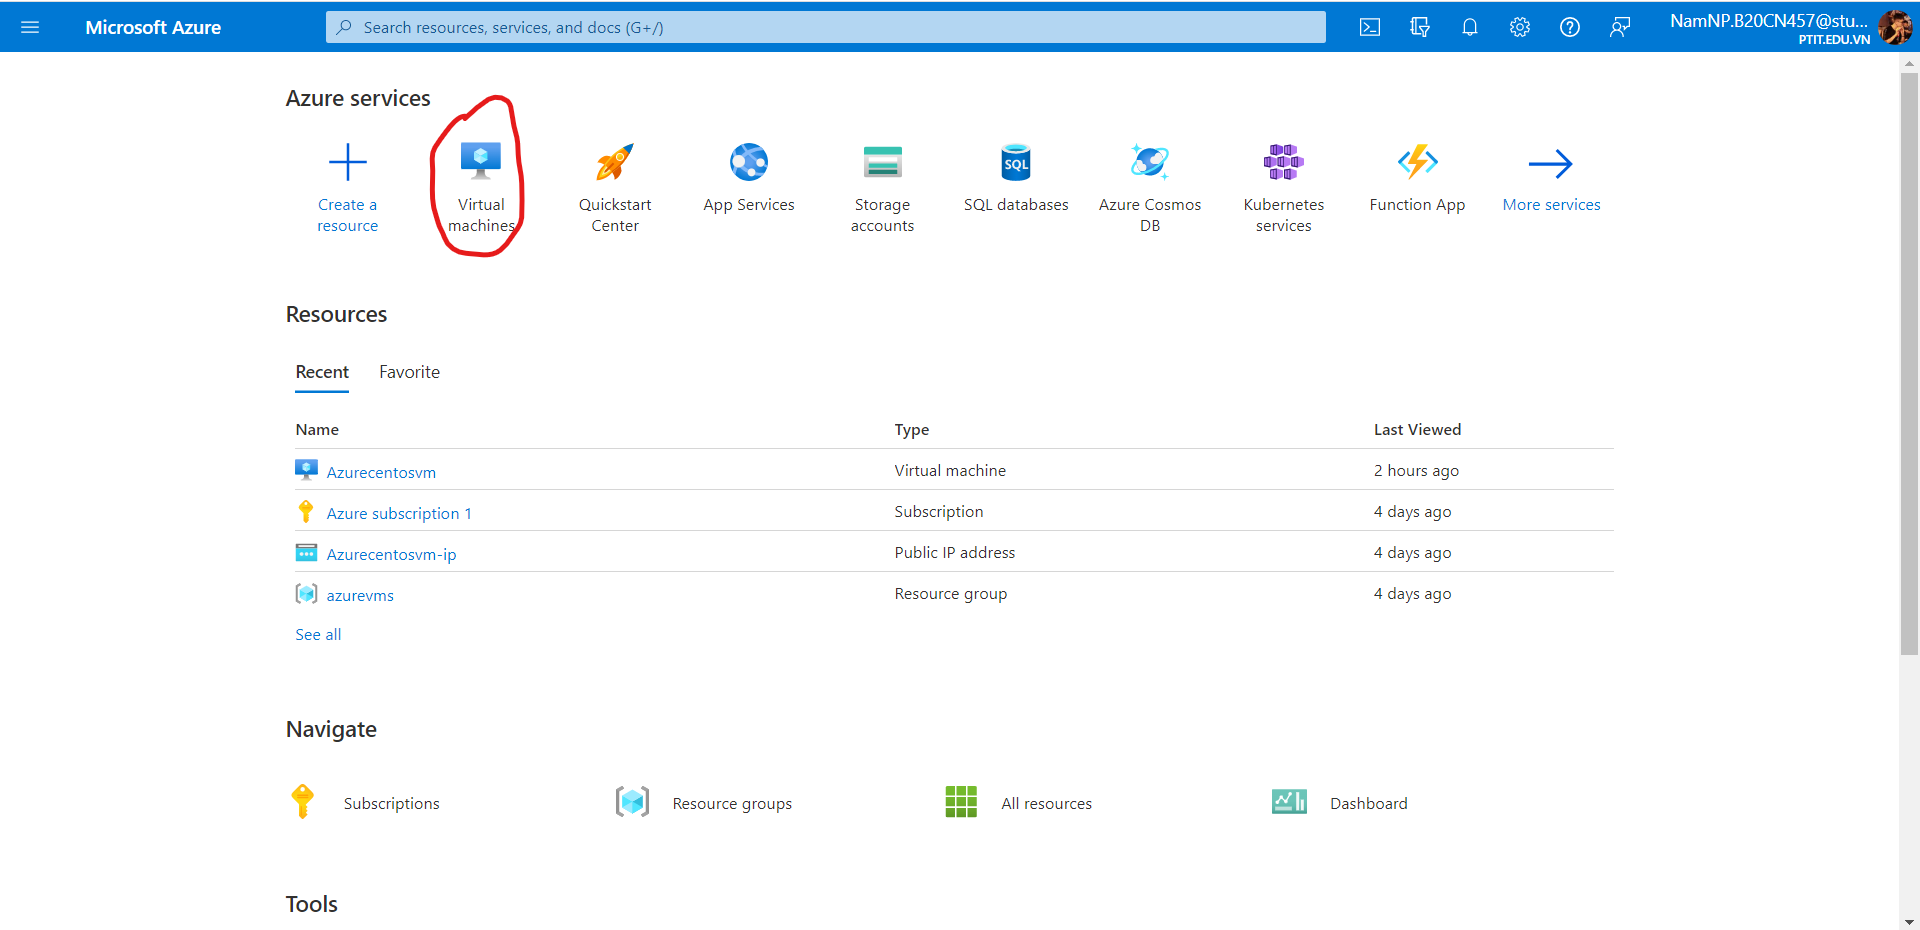 Microsoft Azure
Search resources, services, and docs (G+/)
NamNP.B20CN457@stu...
PTIT.EDU.VN
Azure services
Create a
resource
Virtual
machines
Quickstart
Center
App Services
Storage
accounts
SQL
SQL databases
Azure Cosmos
DB
Kubernetes
services
Function App
More services
Resources
Recent Favorite
Name Type Last Viewed
Azurecentosvm Virtual machine 2 hours ago
Azure subscription 1 Subscription 4 days ago
Azurecentosvm-ip Public IP address 4 days ago
azurevms Resource group 4 days ago
See all
Navigate
Subscriptions Resource groups All resources Dashboard
Tools